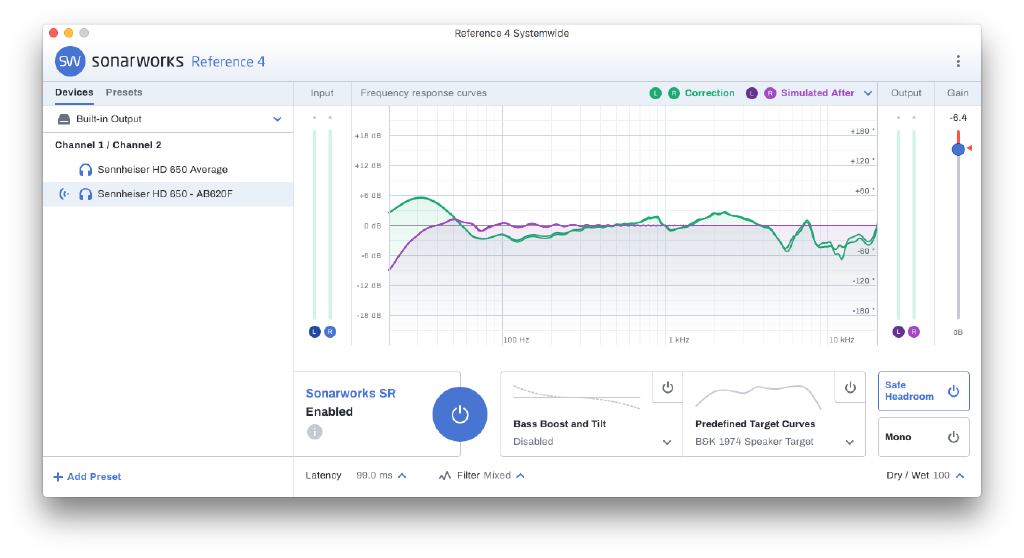 Reference 4 Systemwide
SW sonarworks Reference 4
Devices Presets
Input
Frequency response curves
L R Correction L R Simulated After
Output
Gain
Built-in Output
-6.4
Channel 1 / Channel 2
Sennheiser HD 650 Average
Sennheiser HD 650 - AB620F
+18 dB
+12 dB
+6 dB
0 dB
-6 dB
-12 dB
-18 dB
+180 °
+120 °
+60 °
-60 °
-120 °
-180 °
100 Hz
1 kHz
10 kHz
L R
L R
dB
Sonarworks SR
Enabled
i
Bass Boost and Tilt
Disabled
Predefined Target Curves
B&K 1974 Speaker Target
Safe
Headroom
Mono
+ Add Preset
Latency 99.0 ms
Filter Mixed
Dry / Wet 100